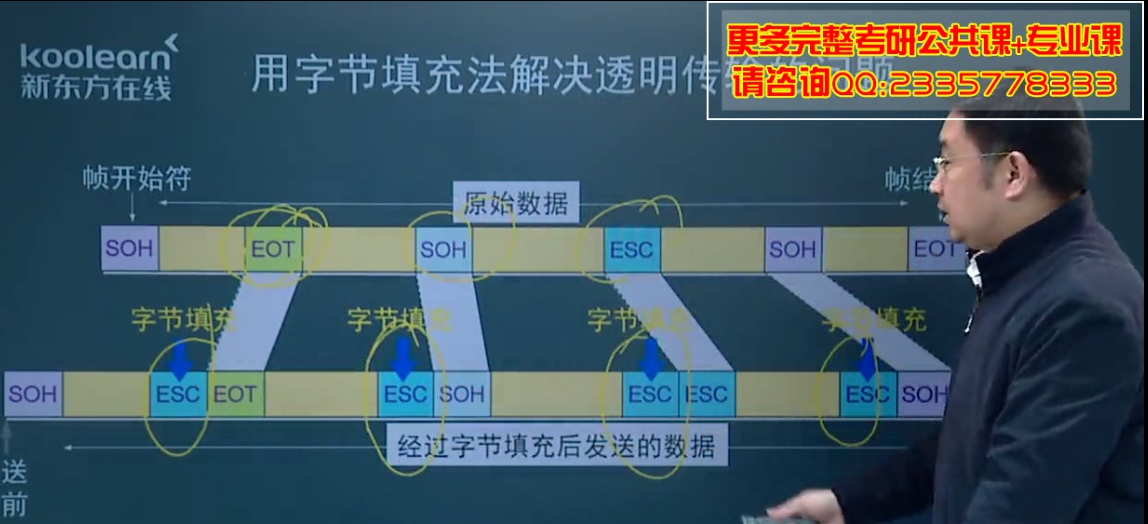 koolearn
新东方在线
更多完整考研公共课+专业课
请咨询QQ:2335778333
用字节填充法解决透明传输的问题
帧开始符
原始数据
帧结
SOH EOT SOH ESC SOH EOT
字节填充 字节填充 字节填充 字节填充
SOH ESC EOT ESC SOH ESC ESC ESC SOH
经过字节填充后发送的数据
送
前